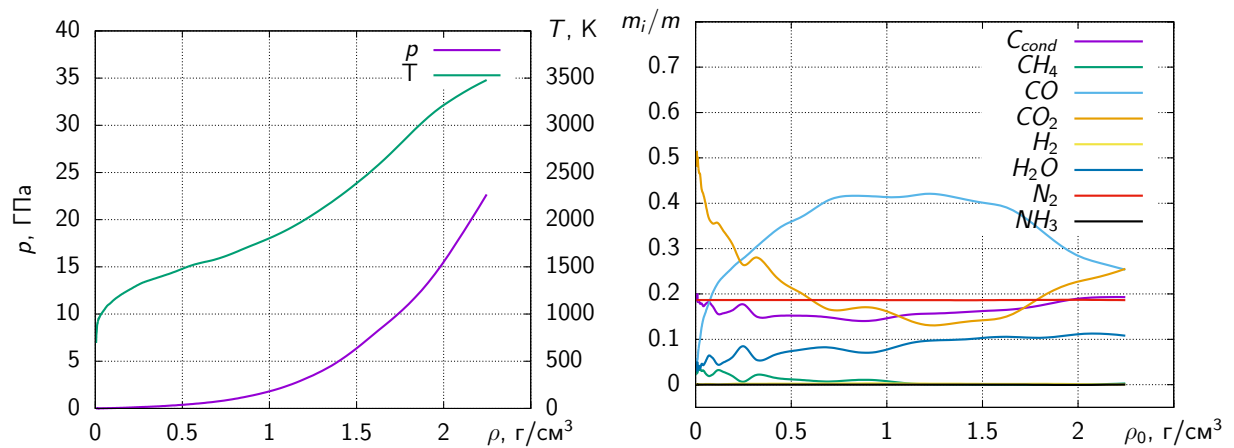 40
35
30
25
20
15
10
5
0
p, ГПа
T, K
3500
3000
2500
2000
1500
1000
500
0
p
T
0
0.5
1
1.5
2
ρ, г/см³
m_i/m
0.7
0.6
0.5
0.4
0.3
0.2
0.1
0
C_cond
CH₄
CO
CO₂
H₂
H₂O
N₂
NH₃
0
0.5
1
1.5
2
ρ₀, г/см³